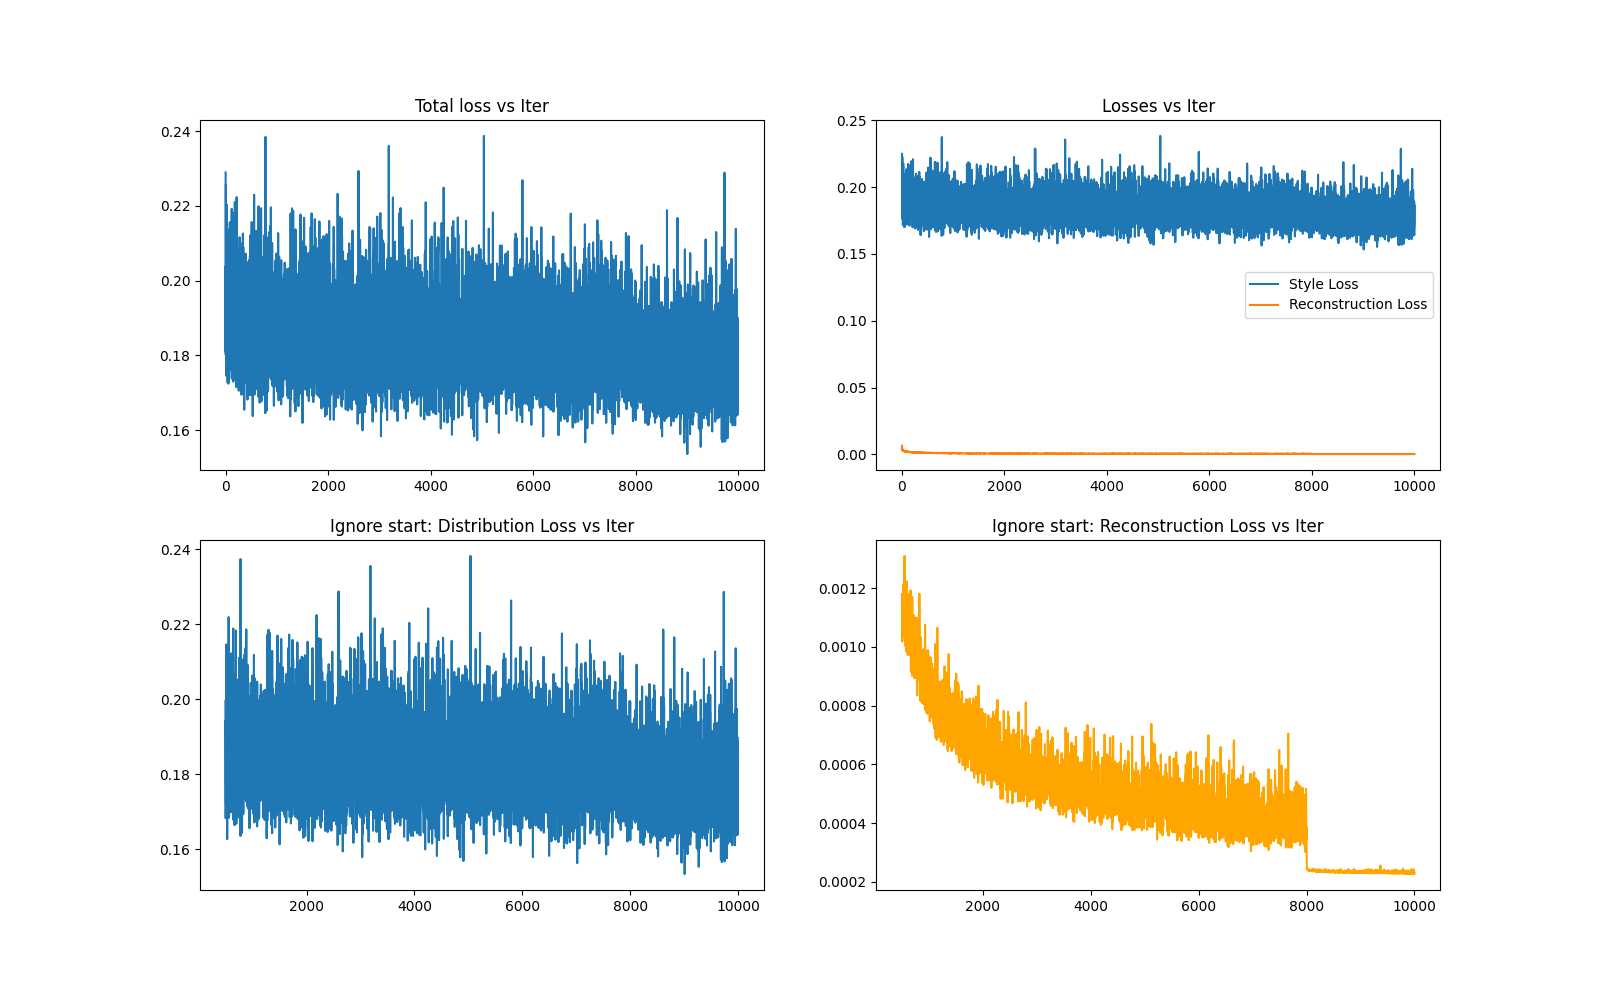 Total loss vs Iter
0.24
0.22
0.20
0.18
0.16
0 2000 4000 6000 8000 10000
Losses vs Iter
0.25
0.20
0.15
0.10
0.05
0.00
Style Loss
Reconstruction Loss
0 2000 4000 6000 8000 10000
Ignore start: Distribution Loss vs Iter
0.24
0.22
0.20
0.18
0.16
2000 4000 6000 8000 10000
Ignore start: Reconstruction Loss vs Iter
0.0012
0.0010
0.0008
0.0006
0.0004
0.0002
2000 4000 6000 8000 10000